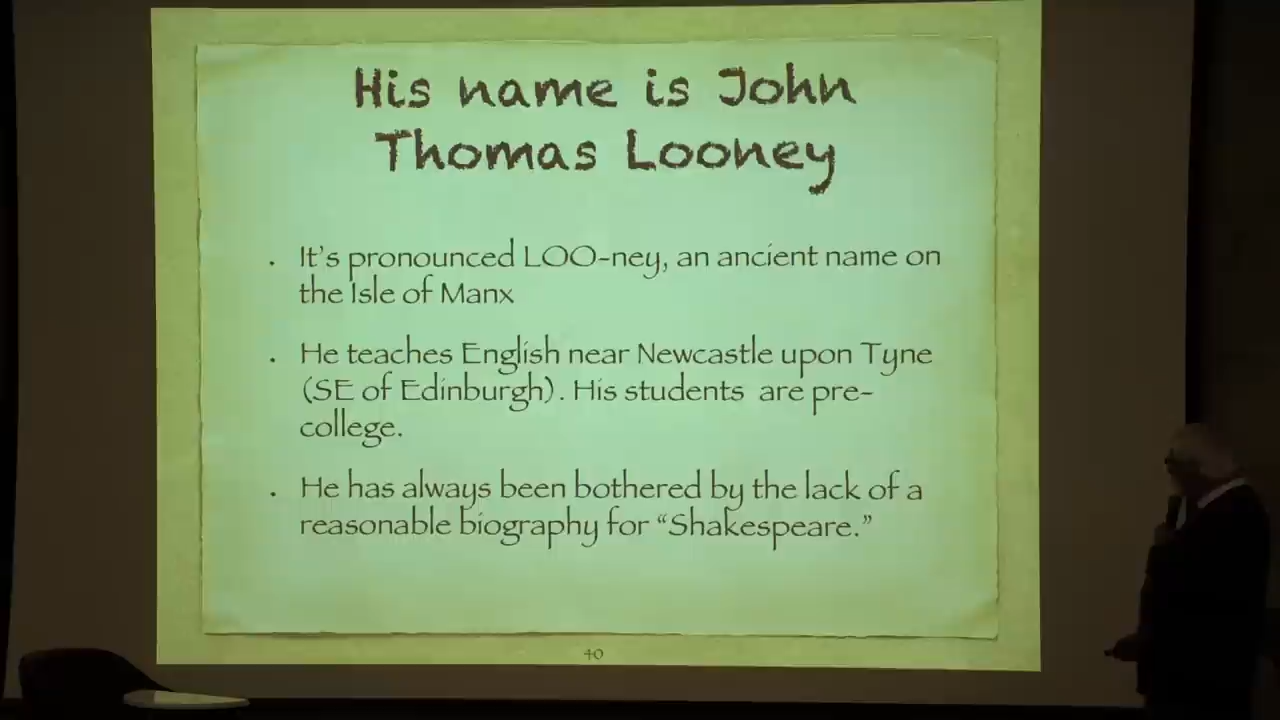 His name is John
Thomas Looney
. It's pronounced LOO-ney, an ancient name on
the Isle of Manx
. He teaches English near Newcastle upon Tyne
(SE of Edinburgh). His students are pre-
college.
. He has always been bothered by the lack of a
reasonable biography for “Shakespeare.”
40